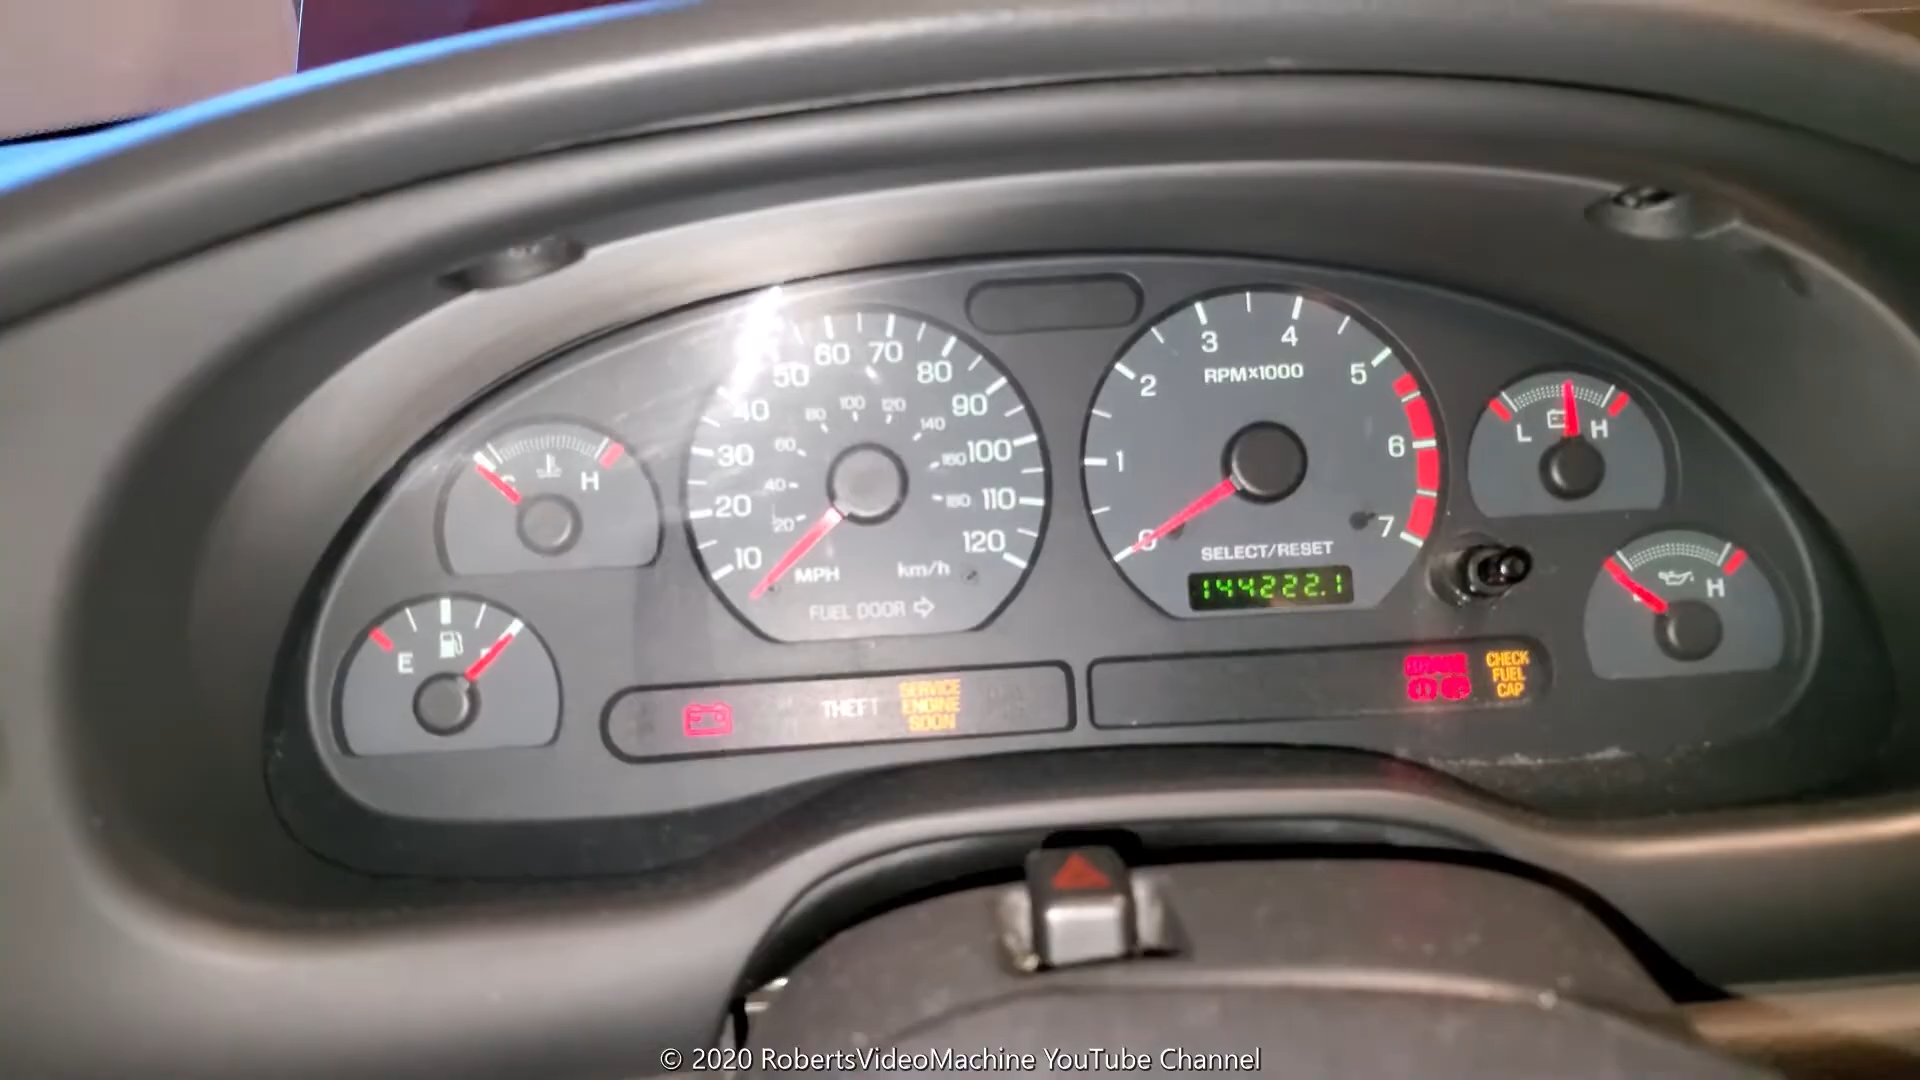 60 70
50 80
40 90
30 100
20 110
10 120
80 100 120
60 140
40 160
20 180
MPH km/h
FUEL DOOR
3 4
2 5
RPM×1000
1 6
0 7
SELECT/RESET
144222.1
H
E
L H
H
THEFT
SERVICE
ENGINE
SOON
CHECK
FUEL
CAP
© 2020 RobertsVideoMachine YouTube Channel